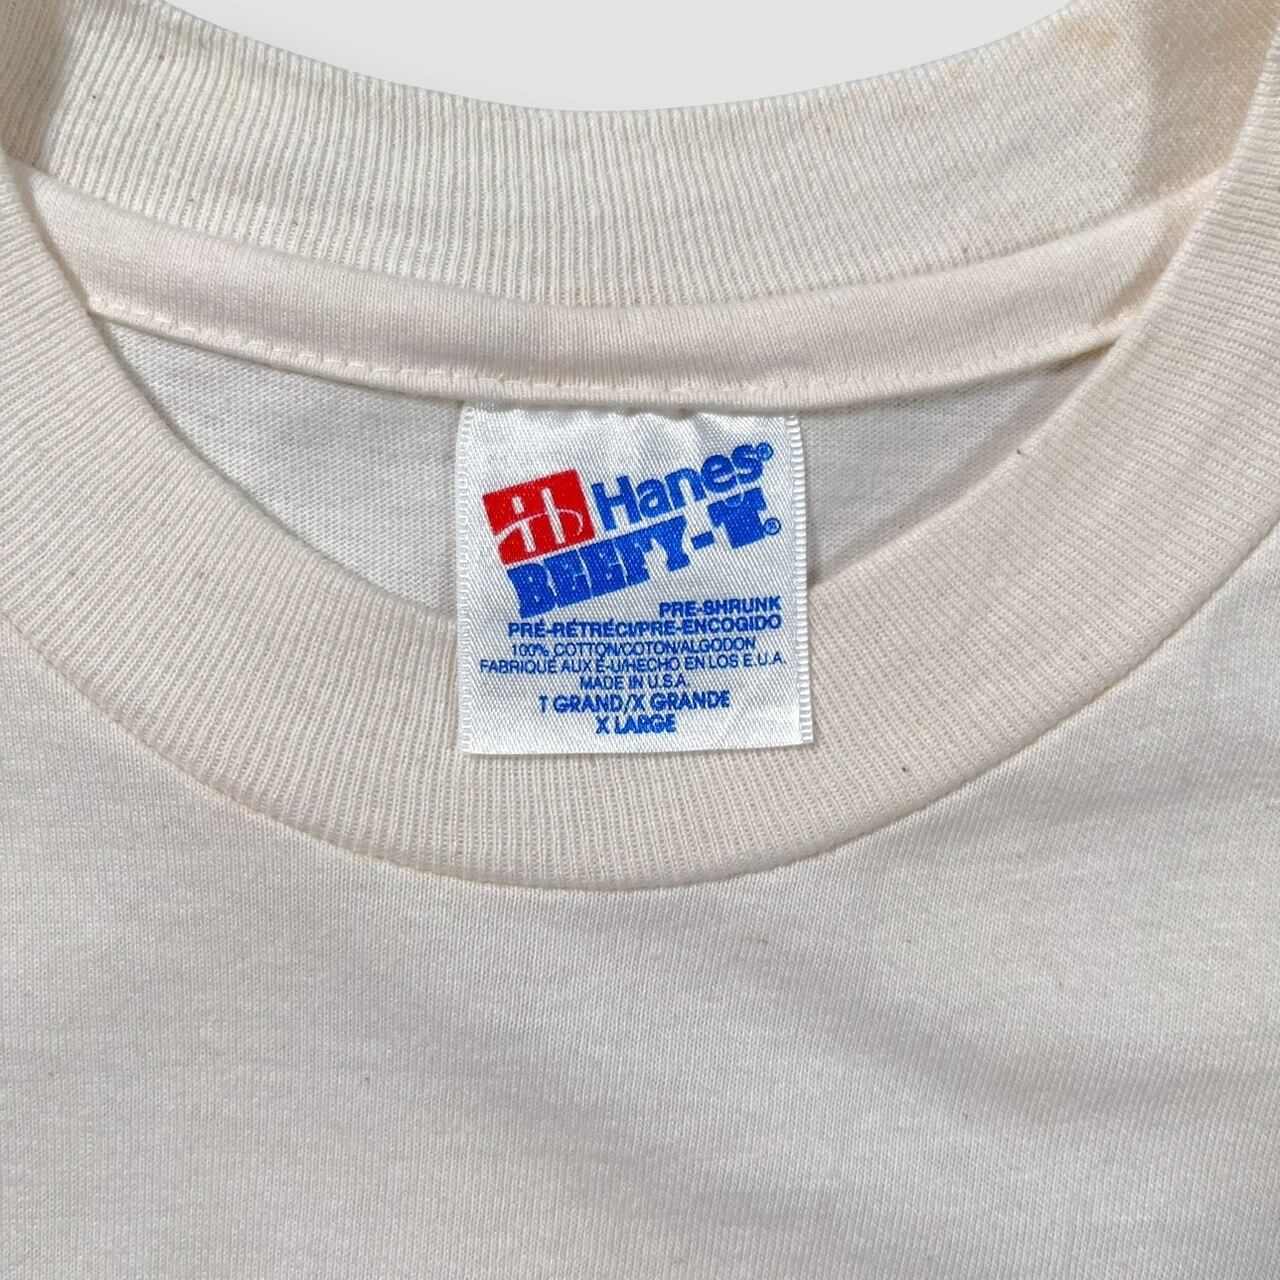 Hanes®
BEEFY-T®
PRE-SHRUNK
PRÉ-RÉTRÉCI/PRE-ENCOGIDO
100% COTTON/COTON/ALGODON
FABRIQUÉ AUX É-U/HECHO EN LOS E.U.A.
MADE IN U.S.A.
T GRAND/X GRANDE
X LARGE